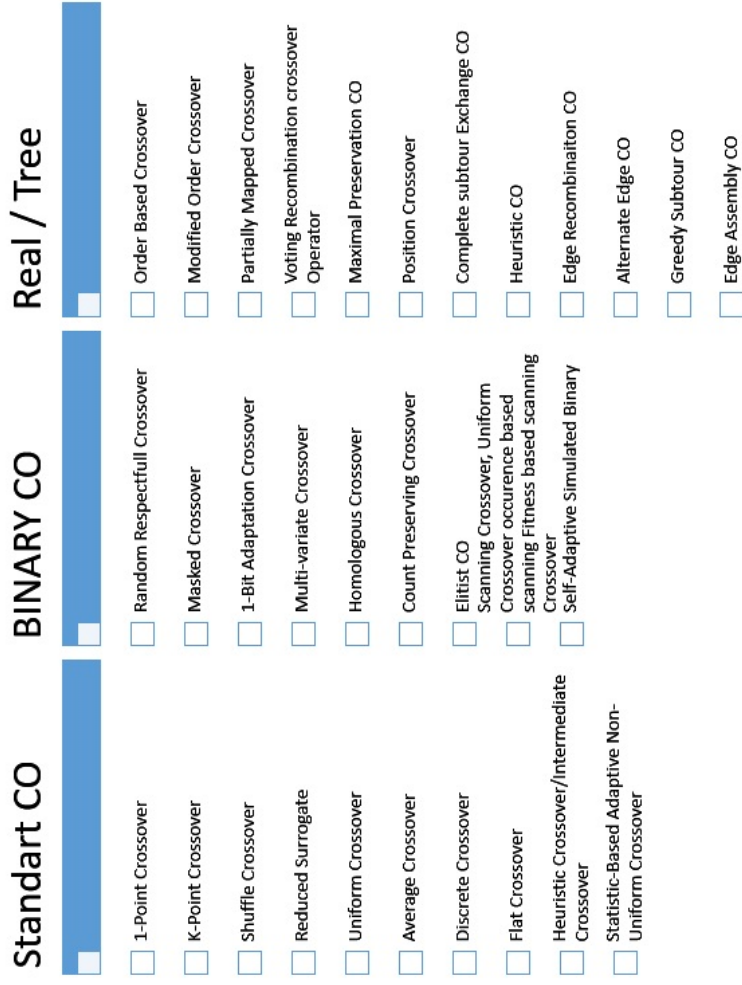 Standart CO
1-Point Crossover
K-Point Crossover
Shuffle Crossover
Reduced Surrogate
Uniform Crossover
Average Crossover
Discrete Crossover
Flat Crossover
Heuristic Crossover/Intermediate
Crossover
Statistic-Based Adaptive Non-
Uniform Crossover
BINARY CO
Random Respectfull Crossover
Masked Crossover
1-Bit Adaptation Crossover
Multi-variate Crossover
Homologous Crossover
Count Preserving Crossover
Elitist CO
Scanning Crossover, Uniform
Crossover occurence based
scanning Fitness based scanning
Crossover
Self-Adaptive Simulated Binary
Real / Tree
Order Based Crossover
Modified Order Crossover
Partially Mapped Crossover
Voting Recombination crossover
Operator
Maximal Preservation CO
Position Crossover
Complete subtour Exchange CO
Heuristic CO
Edge Recombinaiton CO
Alternate Edge CO
Greedy Subtour CO
Edge Assembly CO